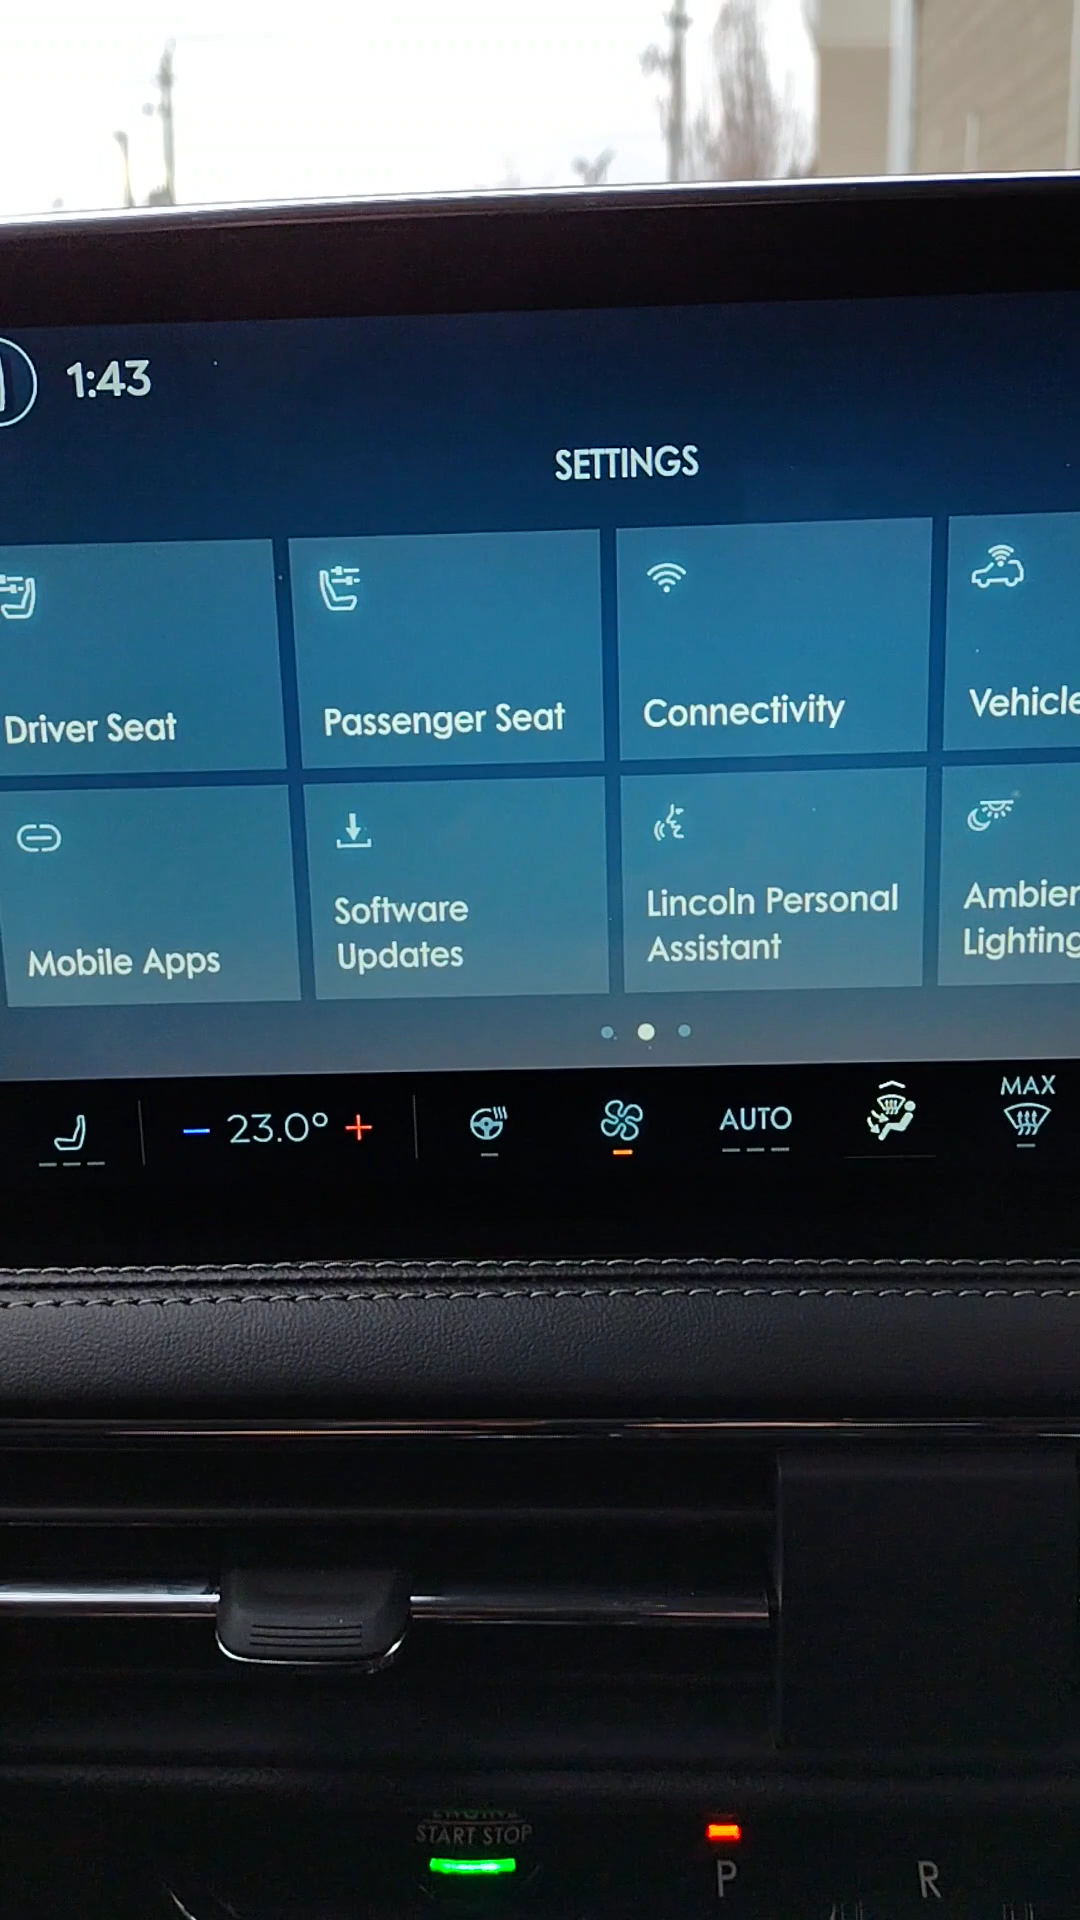 1:43
SETTINGS
Driver Seat
Passenger Seat
Connectivity
Mobile Apps
Software
Updates
Lincoln Personal
Assistant
Lighting
23.0°
AUTO
MAX
START STOP
P
R